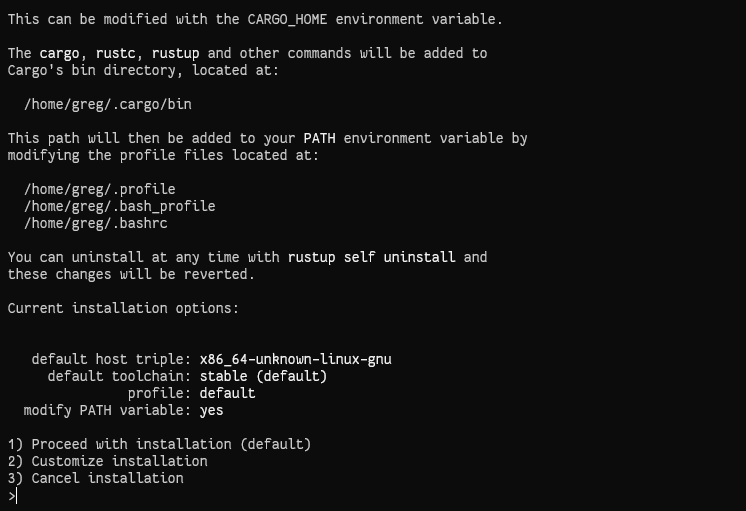 This can be modified with the CARGO_HOME environment variable.
The cargo, rustc, rustup and other commands will be added to
Cargo's bin directory, located at:
/home/greg/.cargo/bin
This path will then be added to your PATH environment variable by
modifying the profile files located at:
/home/greg/.profile
/home/greg/.bash_profile
/home/greg/.bashrc
You can uninstall at any time with rustup self uninstall and
these changes will be reverted.
Current installation options:
default host triple: x86_64-unknown-linux-gnu
default toolchain: stable (default)
profile: default
modify PATH variable: yes
1) Proceed with installation (default)
2) Customize installation
3) Cancel installation
>